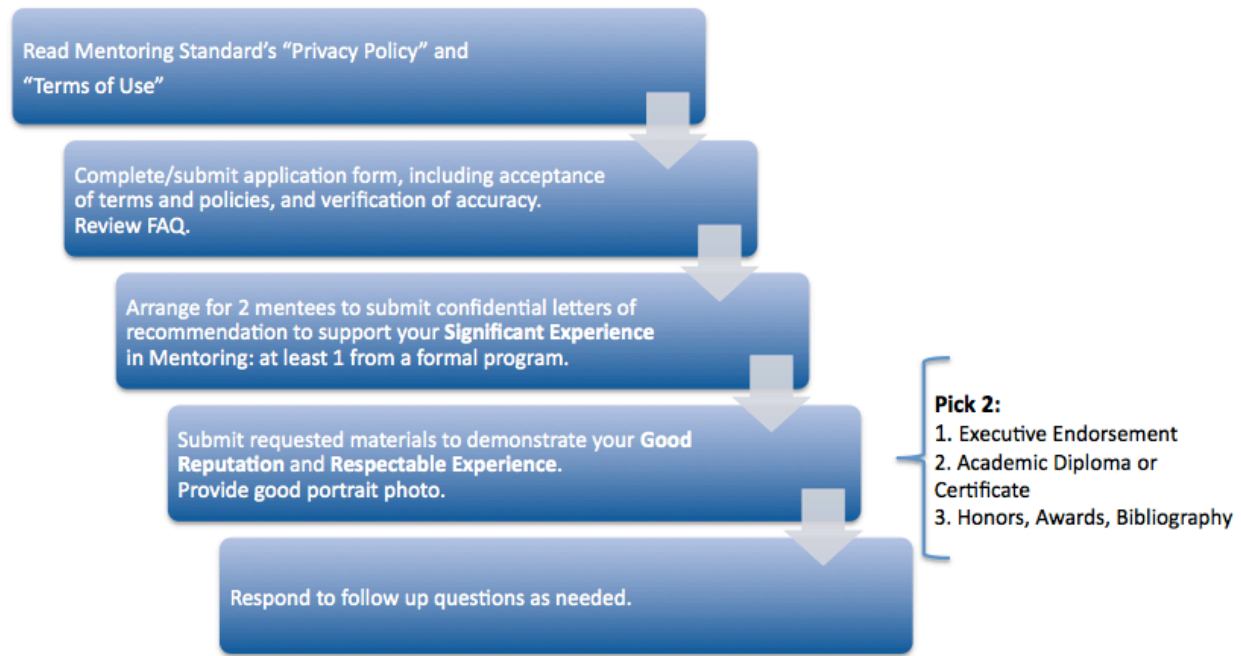 Read Mentoring Standard’s “Privacy Policy” and
“Terms of Use”
Complete/submit application form, including acceptance
of terms and policies, and verification of accuracy.
Review FAQ.
Arrange for 2 mentees to submit confidential letters of
recommendation to support your Significant Experience
in Mentoring: at least 1 from a formal program.
Submit requested materials to demonstrate your Good
Reputation and Respectable Experience.
Provide good portrait photo.
Pick 2:
1. Executive Endorsement
2. Academic Diploma or
Certificate
3. Honors, Awards, Bibliography
Respond to follow up questions as needed.